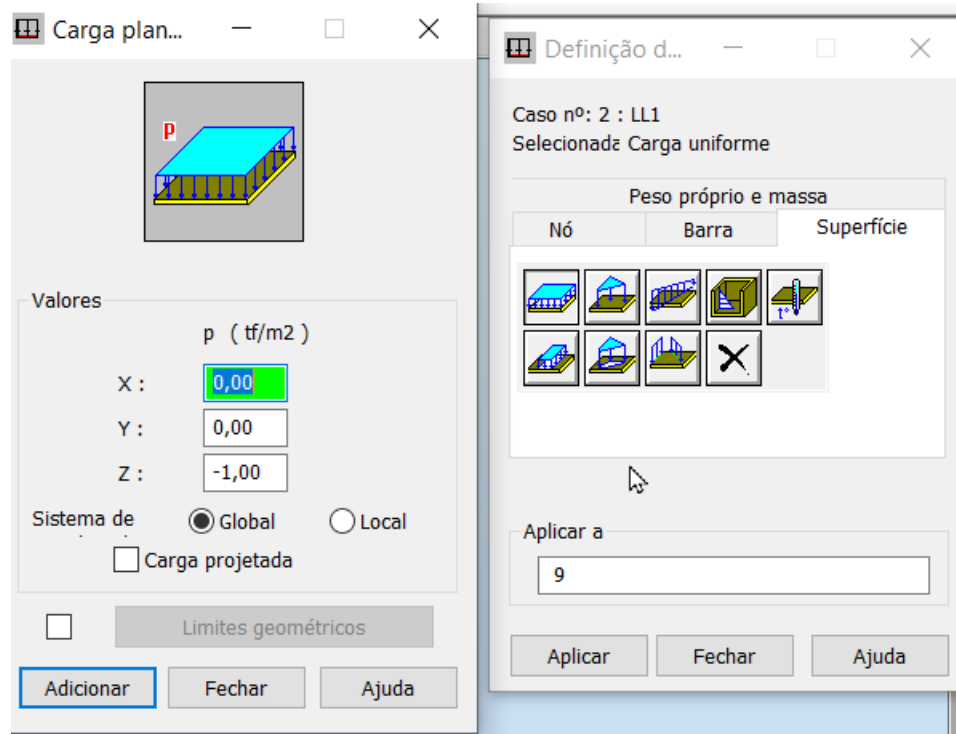 Carga plan...
p
Valores
p ( tf/m2 )
X : 0,00
Y : 0,00
Z : -1,00
Sistema de
Global Local
Carga projetada
Limites geométricos
Adicionar Fechar Ajuda
Definição d...
Caso nº: 2 : LL1
Selecionada Carga uniforme
Peso próprio e massa
Nó Barra Superfície
t°
Aplicar a
9
Aplicar Fechar Ajuda